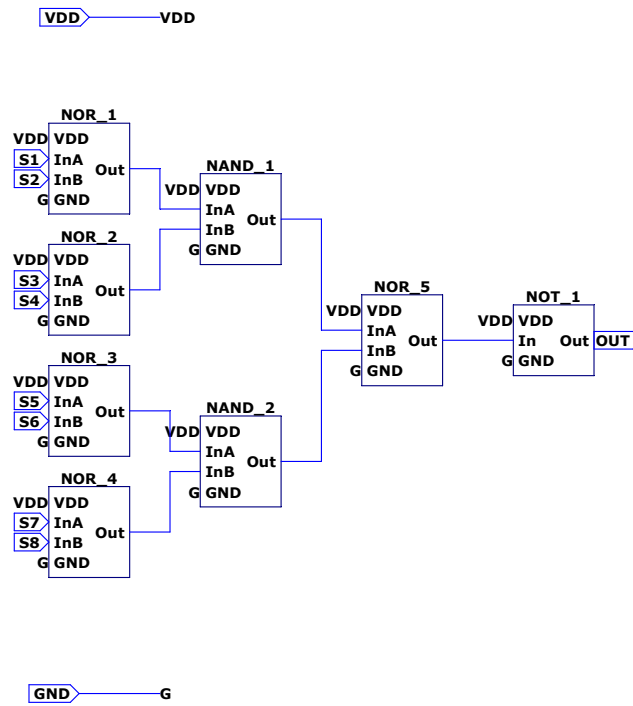 VDD VDD
NOR_1
VDD VDD
S1 InA Out
S2 InB
G GND
NAND_1
VDD VDD
InA Out
InB
G GND
NOR_2
VDD VDD
S3 InA Out
S4 InB
G GND
NOR_5
VDD VDD
InA Out
InB
G GND
NOT_1
VDD VDD
In Out OUT
G GND
NOR_3
VDD VDD
S5 InA Out
S6 InB
G GND
NAND_2
VDD VDD
InA Out
InB
G GND
NOR_4
VDD VDD
S7 InA Out
S8 InB
G GND
GND G